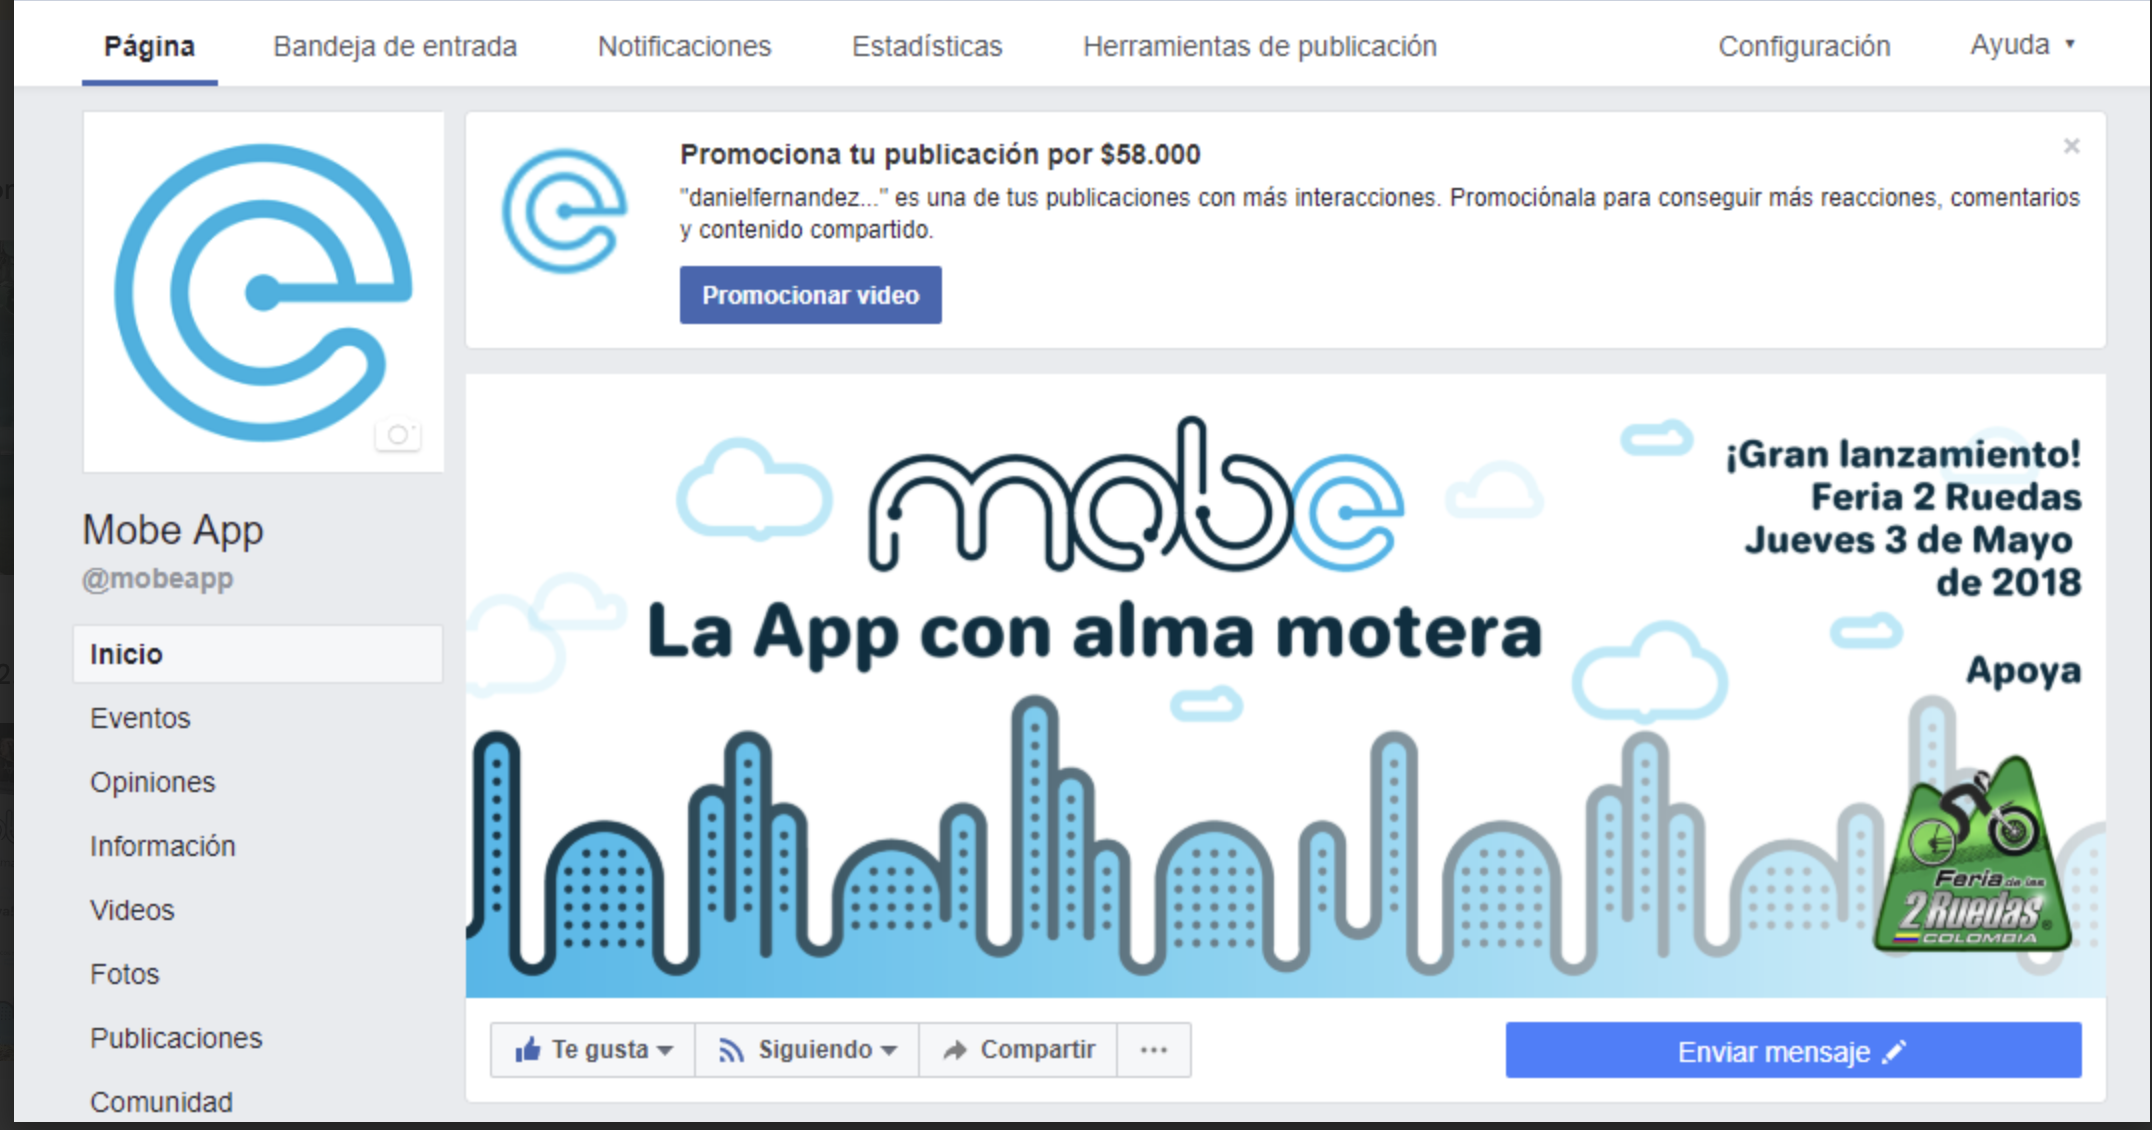 Página
Bandeja de entrada
Notificaciones
Estadísticas
Herramientas de publicación
Configuración
Ayuda
Promociona tu publicación por $58.000
"danielfernandez..." es una de tus publicaciones con más interacciones. Promociónala para conseguir más reacciones, comentarios
y contenido compartido.
Promocionar video
Mobe App
@mobeapp
Inicio
Eventos
Opiniones
Información
Videos
Fotos
Publicaciones
Comunidad
mobe
La App con alma motera
¡Gran lanzamiento!
Feria 2 Ruedas
Jueves 3 de Mayo
de 2018
Apoya
Feria de las
2 Ruedas
COLOMBIA
Te gusta
Siguiendo
Compartir
Enviar mensaje